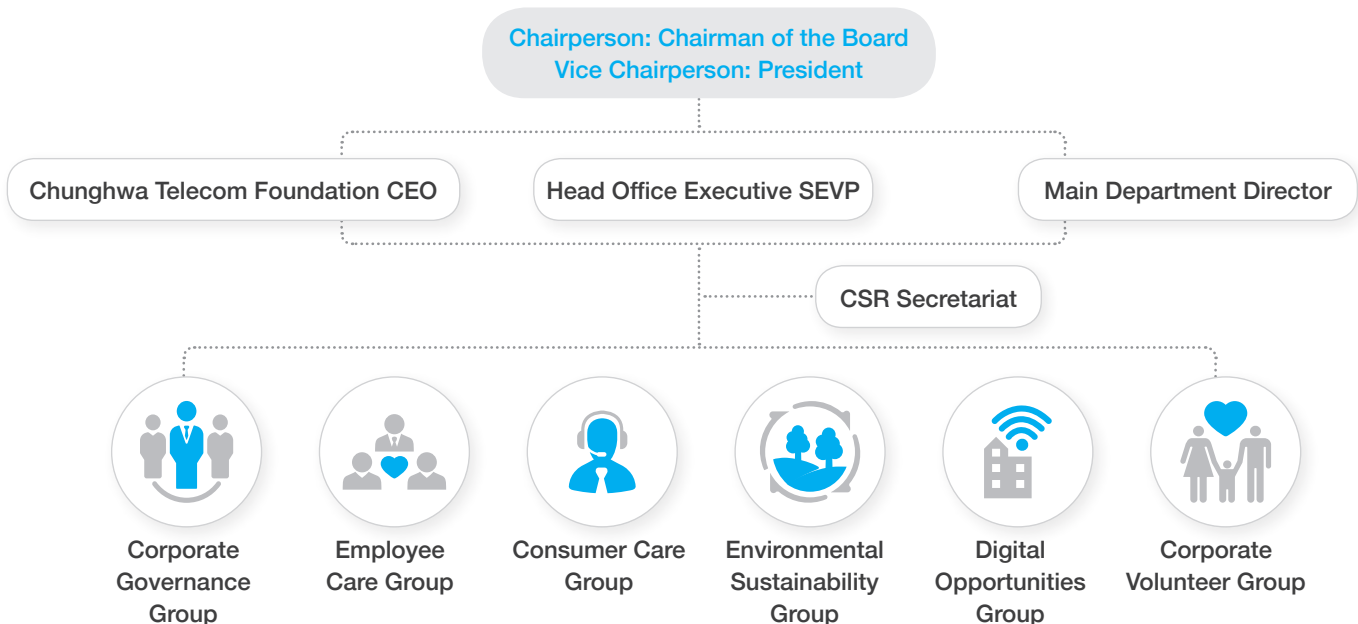 Chairperson: Chairman of the Board
Vice Chairperson: President
Chunghwa Telecom Foundation CEO
Head Office Executive SEVP
Main Department Director
CSR Secretariat
Corporate
Governance
Group
Employee
Care Group
Consumer Care
Group
Environmental
Sustainability
Group
Digital
Opportunities
Group
Corporate
Volunteer Group